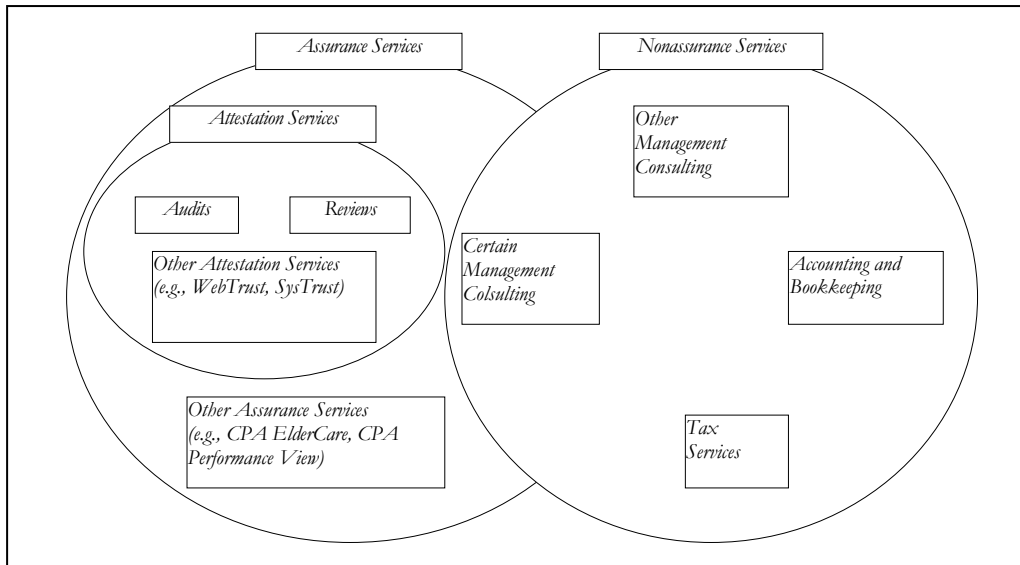 Assurance Services
Nonassurance Services
Attestation Services
Other
Management
Consulting
Audits
Reviews
Other Attestation Services
(e.g., WebTrust, SysTrust)
Certain
Management
Colsulting
Accounting and
Bookkeeping
Other Assurance Services
(e.g., CPA ElderCare, CPA
Performance View)
Tax
Services